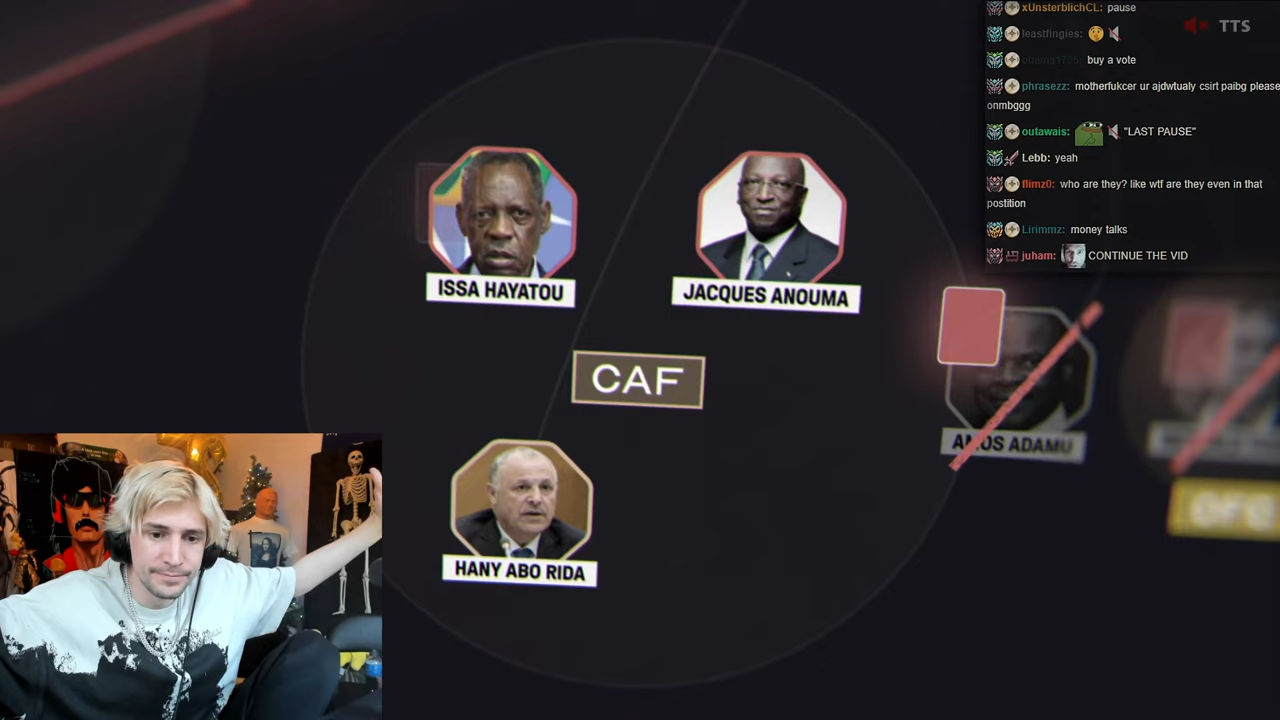 xUnsterblichCL: pause
TTS
leastfingies:
buy a vote
phrasezz: motherfukcer ur ajdwtualy csirt paibg please
onmbggg
outawais: "LAST PAUSE"
Lebb: yeah
flimz0: who are they? like wtf are they even in that
postition
Lirimmz: money talks
juham: CONTINUE THE VID
ISSA HAYATOU
JACQUES ANOUMA
CAF
AMOS ADAMU
HANY ABO RIDA